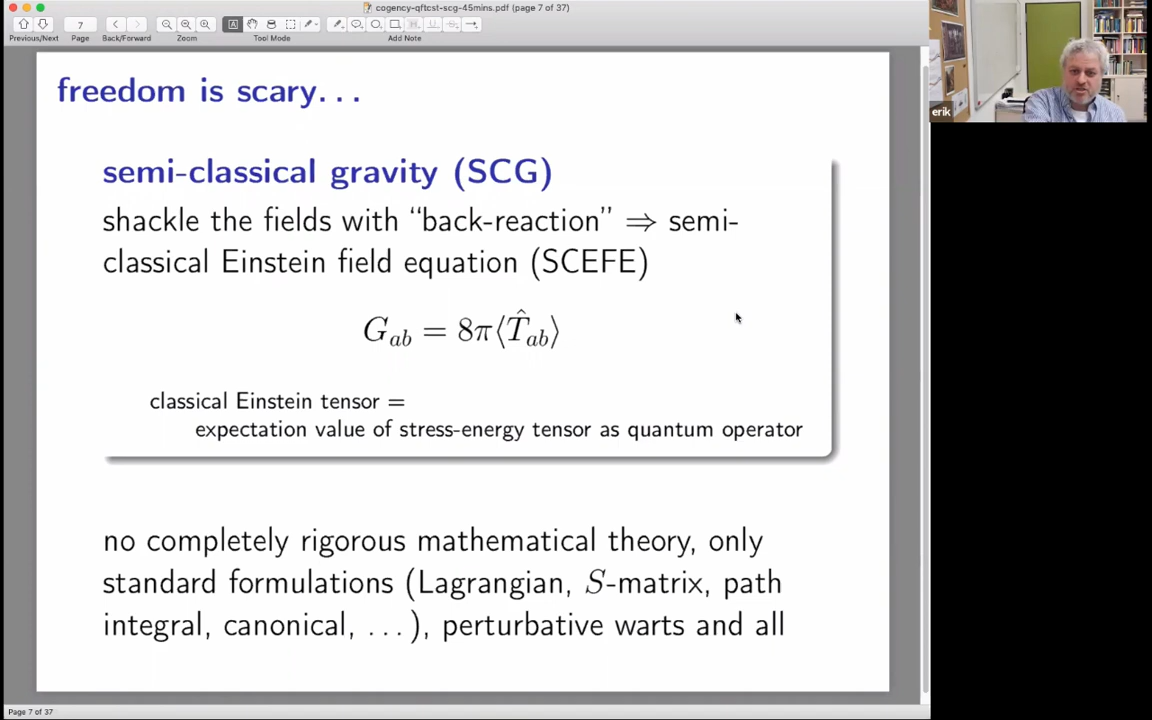 cogency-qftcst-scg-45mins.pdf (page 7 of 37)
7
Previous/Next Page Back/Forward Zoom Tool Mode Add Note
freedom is scary...
semi-classical gravity (SCG)
shackle the fields with “back-reaction” ⇒ semi-
classical Einstein field equation (SCEFE)
G_{ab} = 8π⟨T̂_{ab}⟩
classical Einstein tensor =
expectation value of stress-energy tensor as quantum operator
no completely rigorous mathematical theory, only
standard formulations (Lagrangian, S-matrix, path
integral, canonical, ...), perturbative warts and all
Page 7 of 37
erik